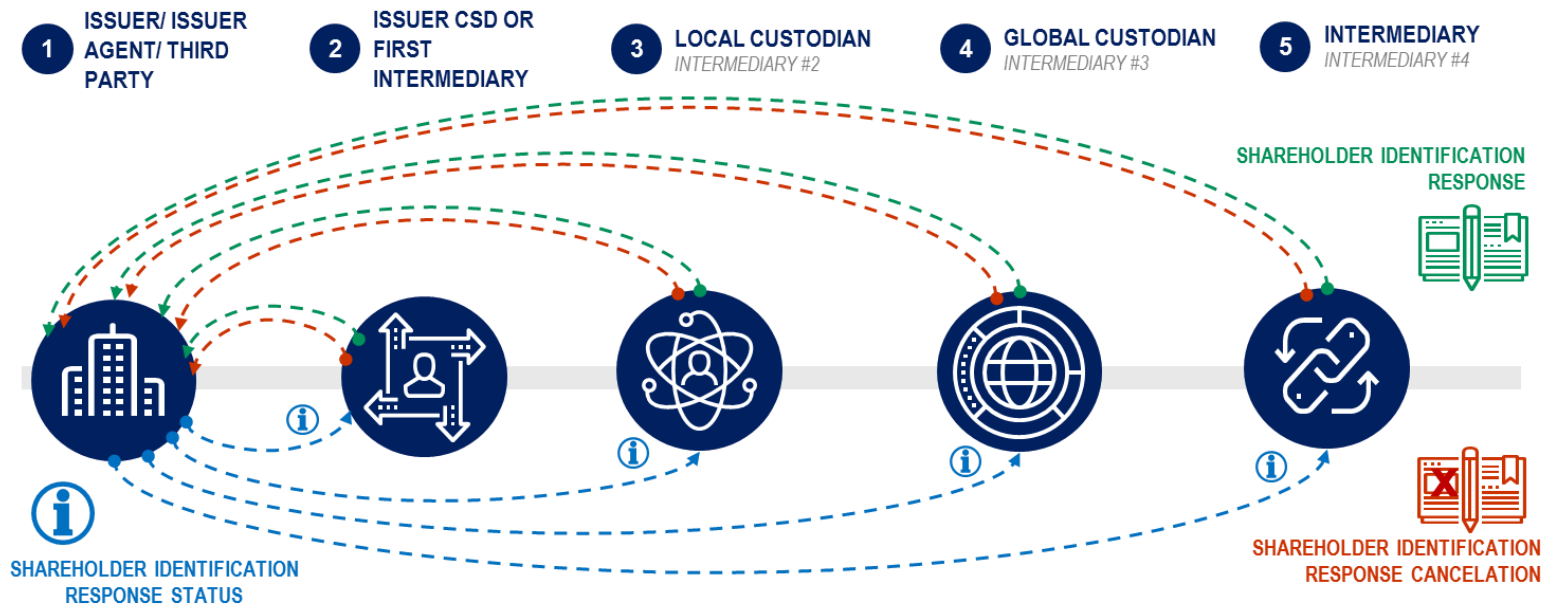 1
ISSUER/ ISSUER
AGENT/ THIRD
PARTY
2
ISSUER CSD OR
FIRST
INTERMEDIARY
3
LOCAL CUSTODIAN
INTERMEDIARY #2
4
GLOBAL CUSTODIAN
INTERMEDIARY #3
5
INTERMEDIARY
INTERMEDIARY #4
SHAREHOLDER IDENTIFICATION
RESPONSE
i
i
i
i
X
i
SHAREHOLDER IDENTIFICATION
RESPONSE CANCELATION
SHAREHOLDER IDENTIFICATION
RESPONSE STATUS